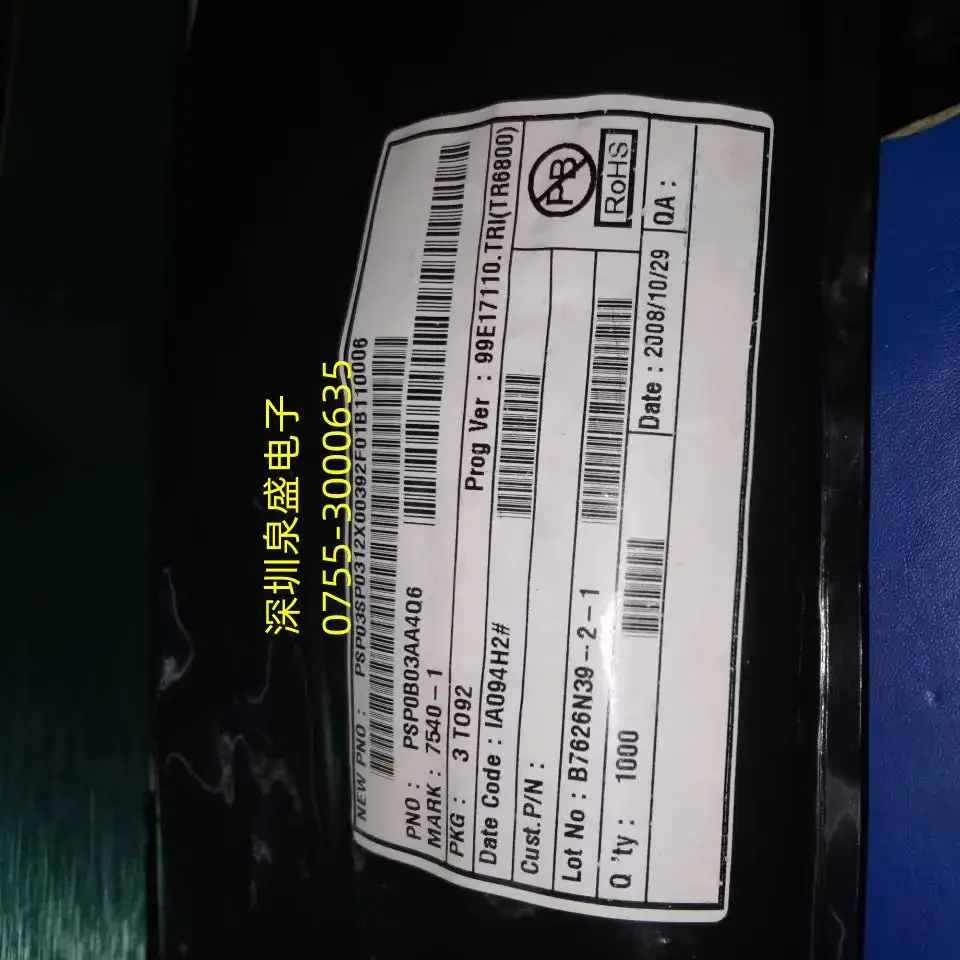 深圳泉盛电子
0755-3000635
NEW PNO : PSP03SP0312X00392F01B110006
PNO : PSP0B03AA4Q6
MARK : 7540-1
PKG : 3 TO92
Prog Ver : 99E17110.TRI(TR6800)
Date Code : IA094H2#
Cust.P/N :
Lot No : B7626N39-2-1
Q'ty : 1000
PB
RoHS
Date : 2008/10/29
QA :